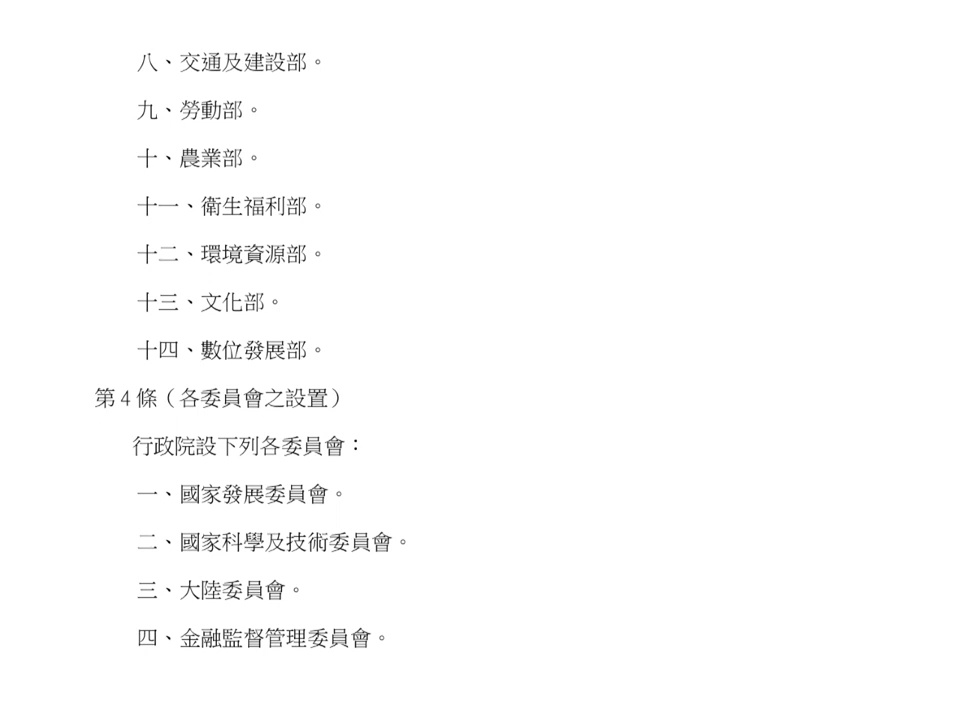 八、交通及建設部。
九、勞動部。
十、農業部。
十一、衛生福利部。
十二、環境資源部。
十三、文化部。
十四、數位發展部。
第 4 條（各委員會之設置）
行政院設下列各委員會：
一、國家發展委員會。
二、國家科學及技術委員會。
三、大陸委員會。
四、金融監督管理委員會。